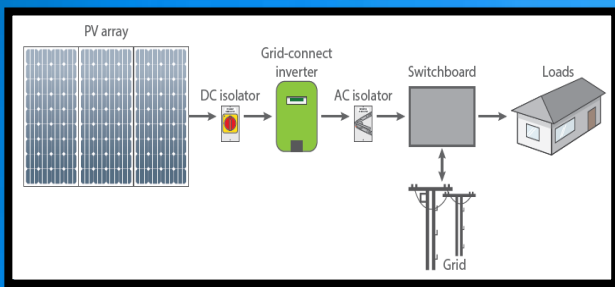 PV array
Grid-connect
inverter
DC isolator
AC isolator
Switchboard
Loads
Grid